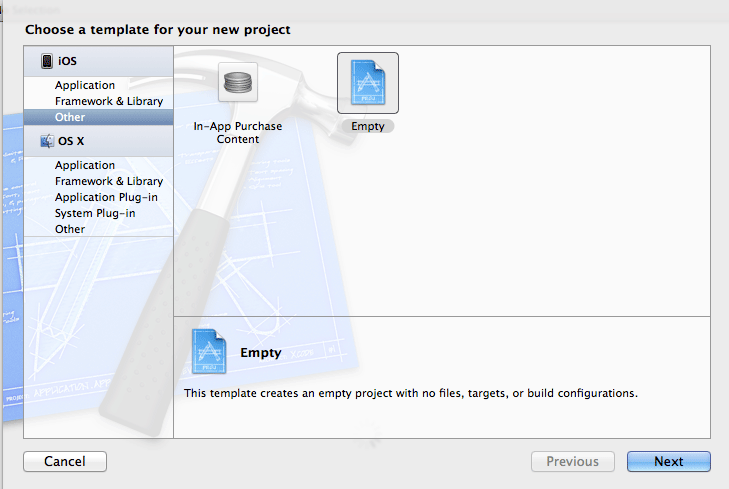 Choose a template for your new project
iOS
Application
Framework & Library
Other
OS X
Application
Framework & Library
Application Plug-in
System Plug-in
Other
In-App Purchase
Content
Empty
Empty
This template creates an empty project with no files, targets, or build configurations.
Cancel
Previous
Next